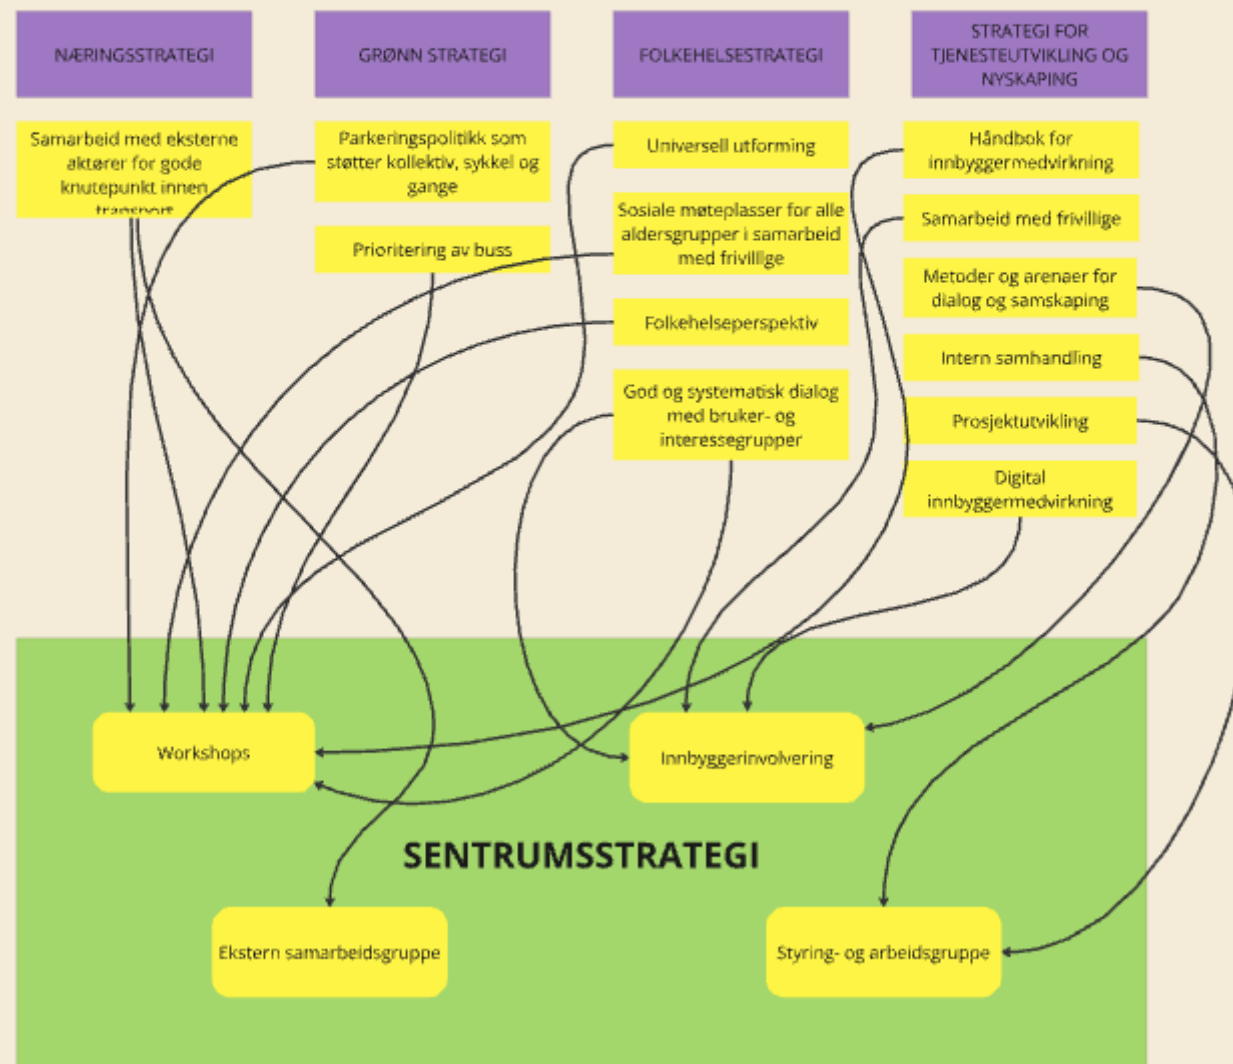 NÆRINGSSTRATEGI
GRØNN STRATEGI
FOLKEHELSESTRATEGI
STRATEGI FOR
TJENESTEUTVIKLING OG
NYSKAPING
Samarbeid med eksterne
aktører for gode
knutepunkt innen
transport
Parkeringspolitikk som
støtter kollektiv, sykkel og
gange
Prioritering av buss
Universell utforming
Sosiale møteplasser for alle
aldersgrupper i samarbeid
med frivillige
Folkehelseperspektiv
God og systematisk dialog
med bruker- og
interessegrupper
Håndbok for
innbyggermedvirkning
Samarbeid med frivillige
Metoder og arenaer for
dialog og samskaping
Intern samhandling
Prosjektutvikling
Digital
innbyggermedvirkning
Workshops
Innbyggerinvolvering
SENTRUMSSTRATEGI
Ekstern samarbeidsgruppe
Styring- og arbeidsgruppe